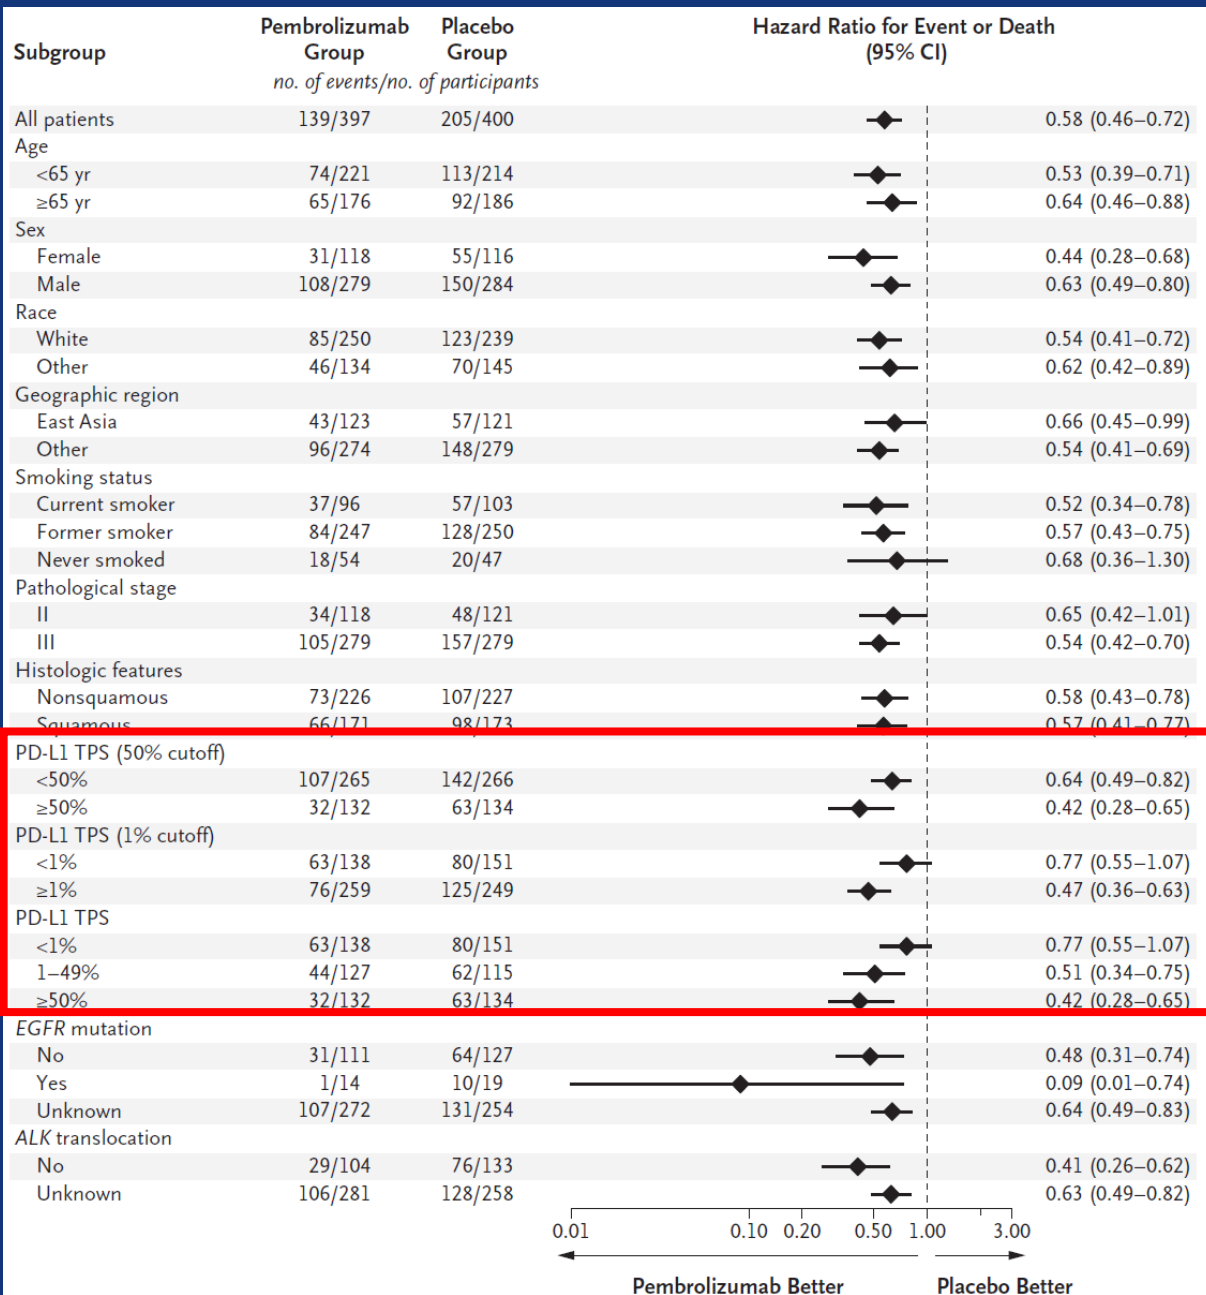 Subgroup Pembrolizumab Group Placebo Group Hazard Ratio for Event or Death (95% CI)
no. of events/no. of participants
All patients 139/397 205/400 0.58 (0.46–0.72)
Age
<65 yr 74/221 113/214 0.53 (0.39–0.71)
≥65 yr 65/176 92/186 0.64 (0.46–0.88)
Sex
Female 31/118 55/116 0.44 (0.28–0.68)
Male 108/279 150/284 0.63 (0.49–0.80)
Race
White 85/250 123/239 0.54 (0.41–0.72)
Other 46/134 70/145 0.62 (0.42–0.89)
Geographic region
East Asia 43/123 57/121 0.66 (0.45–0.99)
Other 96/274 148/279 0.54 (0.41–0.69)
Smoking status
Current smoker 37/96 57/103 0.52 (0.34–0.78)
Former smoker 84/247 128/250 0.57 (0.43–0.75)
Never smoked 18/54 20/47 0.68 (0.36–1.30)
Pathological stage
II 34/118 48/121 0.65 (0.42–1.01)
III 105/279 157/279 0.54 (0.42–0.70)
Histologic features
Nonsquamous 73/226 107/227 0.58 (0.43–0.78)
Squamous 66/171 98/173 0.57 (0.41–0.77)
PD-L1 TPS (50% cutoff)
<50% 107/265 142/266 0.64 (0.49–0.82)
≥50% 32/132 63/134 0.42 (0.28–0.65)
PD-L1 TPS (1% cutoff)
<1% 63/138 80/151 0.77 (0.55–1.07)
≥1% 76/259 125/249 0.47 (0.36–0.63)
PD-L1 TPS
<1% 63/138 80/151 0.77 (0.55–1.07)
1–49% 44/127 62/115 0.51 (0.34–0.75)
≥50% 32/132 63/134 0.42 (0.28–0.65)
EGFR mutation
No 31/111 64/127 0.48 (0.31–0.74)
Yes 1/14 10/19 0.09 (0.01–0.74)
Unknown 107/272 131/254 0.64 (0.49–0.83)
ALK translocation
No 29/104 76/133 0.41 (0.26–0.62)
Unknown 106/281 128/258 0.63 (0.49–0.82)
0.01 0.10 0.20 0.50 1.00 3.00
Pembrolizumab Better Placebo Better